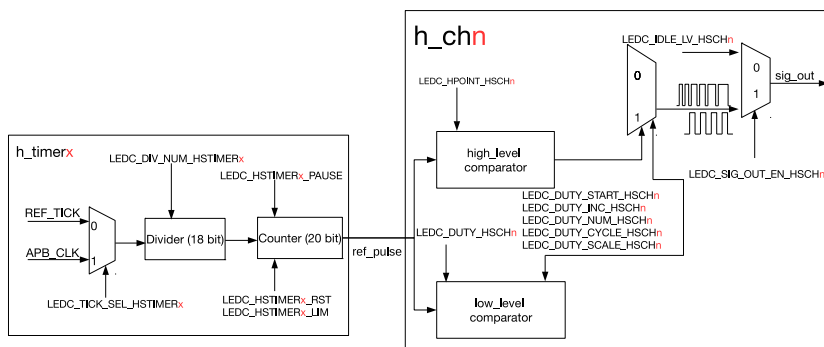 h_chn
LEDC_IDLE_LV_HSCHn
0
1
sig_out
0
1
LEDC_HPOINT_HSCHn
high_level
comparator
LEDC_SIG_OUT_EN_HSCHn
h_timerx
LEDC_DIV_NUM_HSTIMERx
LEDC_HSTIMERx_PAUSE
REF_TICK
0
APB_CLK
1
Divider (18 bit)
Counter (20 bit)
ref_pulse
LEDC_TICK_SEL_HSTIMERx
LEDC_HSTIMERx_RST
LEDC_HSTIMERx_LIM
LEDC_DUTY_HSCHn
LEDC_DUTY_START_HSCHn
LEDC_DUTY_INC_HSCHn
LEDC_DUTY_NUM_HSCHn
LEDC_DUTY_CYCLE_HSCHn
LEDC_DUTY_SCALE_HSCHn
low_level
comparator